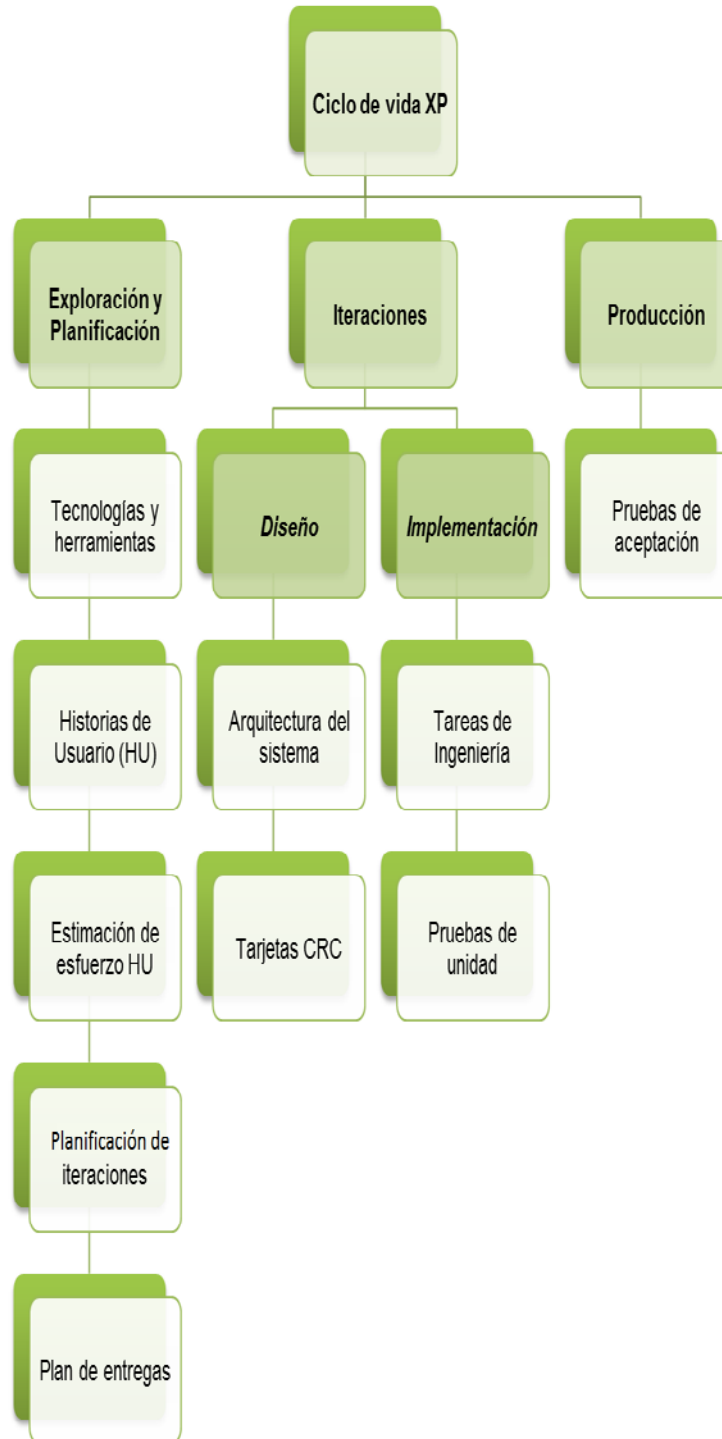 Ciclo de vida XP
Exploración y
Planificación
Iteraciones
Producción
Tecnologías y
herramientas
Diseño
Implementación
Pruebas de
aceptación
Historias de
Usuario (HU)
Arquitectura del
sistema
Tareas de
Ingeniería
Estimación de
esfuerzo HU
Tarjetas CRC
Pruebas de
unidad
Planificación de
iteraciones
Plan de entregas